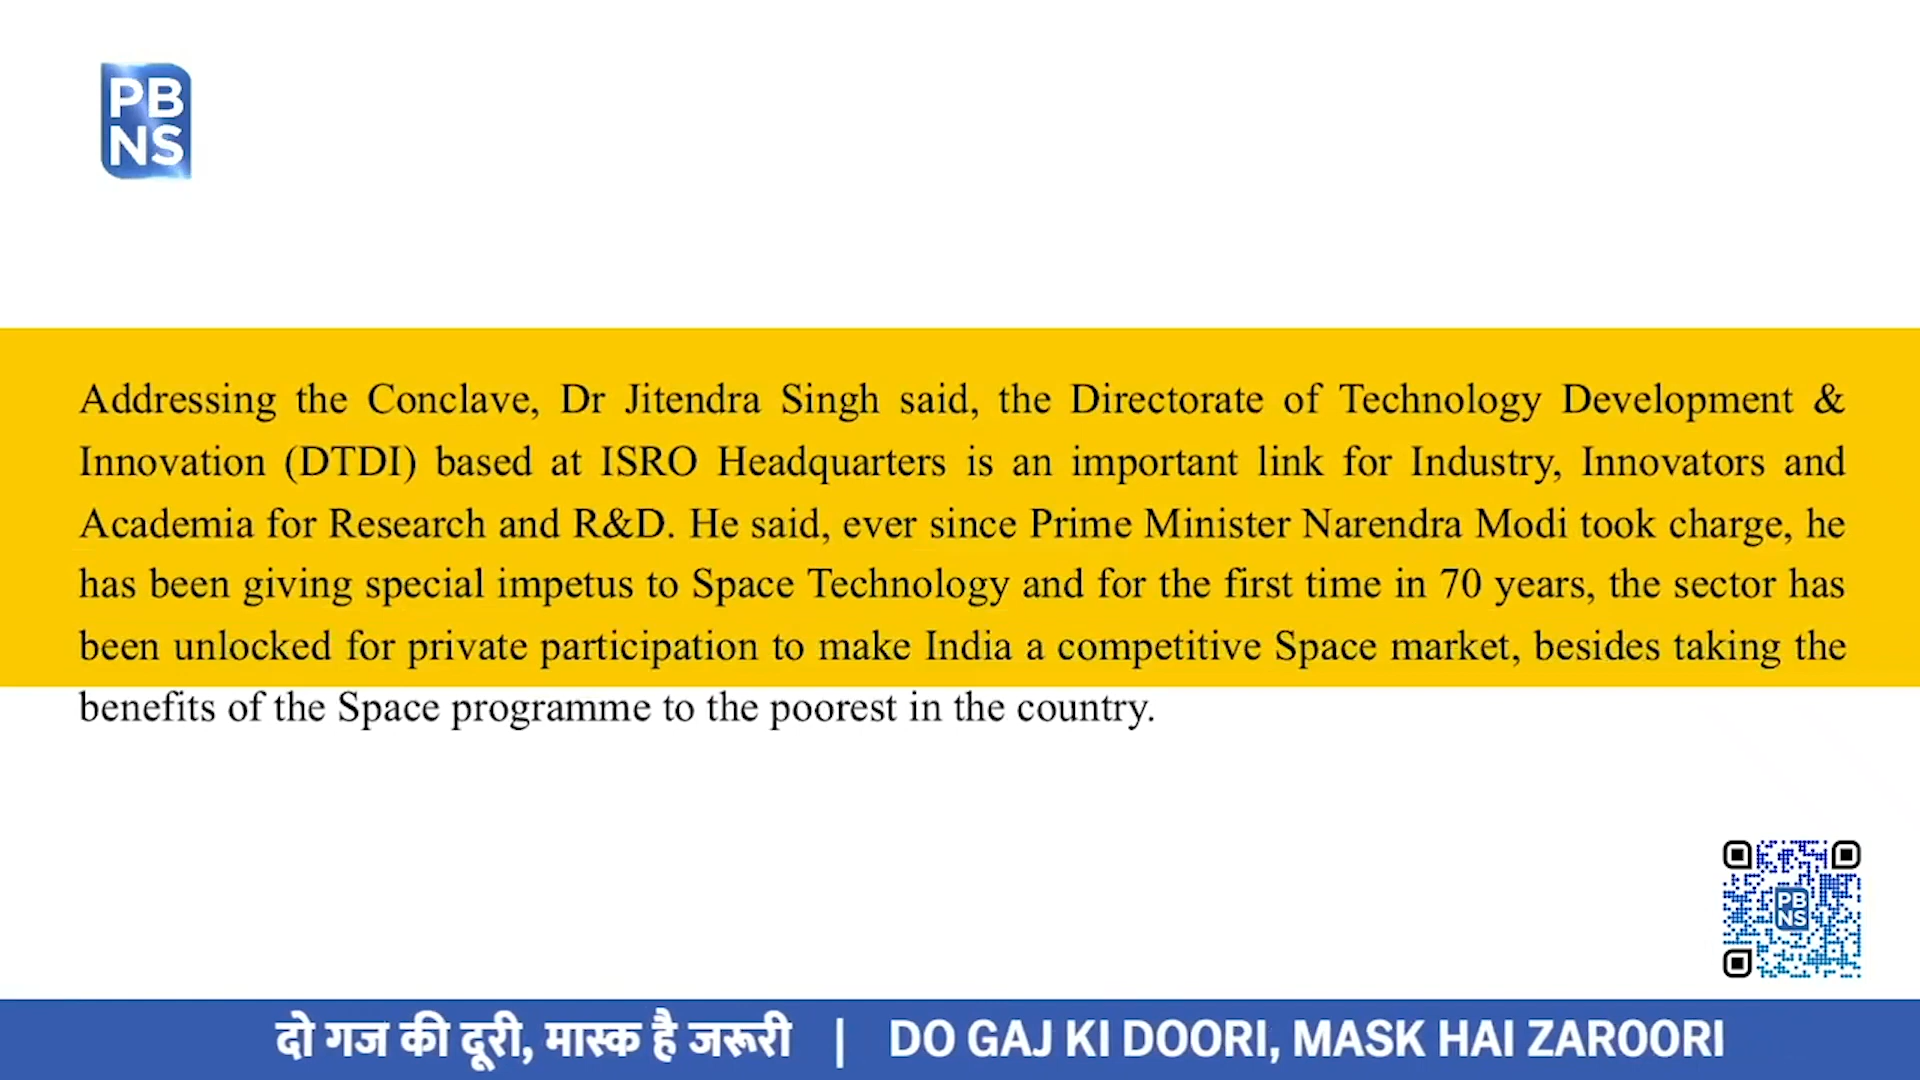 PB
NS
Addressing the Conclave, Dr Jitendra Singh said, the Directorate of Technology Development &
Innovation (DTDI) based at ISRO Headquarters is an important link for Industry, Innovators and
Academia for Research and R&D. He said, ever since Prime Minister Narendra Modi took charge, he
has been giving special impetus to Space Technology and for the first time in 70 years, the sector has
been unlocked for private participation to make India a competitive Space market, besides taking the
benefits of the Space programme to the poorest in the country.
PB
NS
दो गज की दूरी, मास्क है जरूरी | DO GAJ KI DOORI, MASK HAI ZAROORI